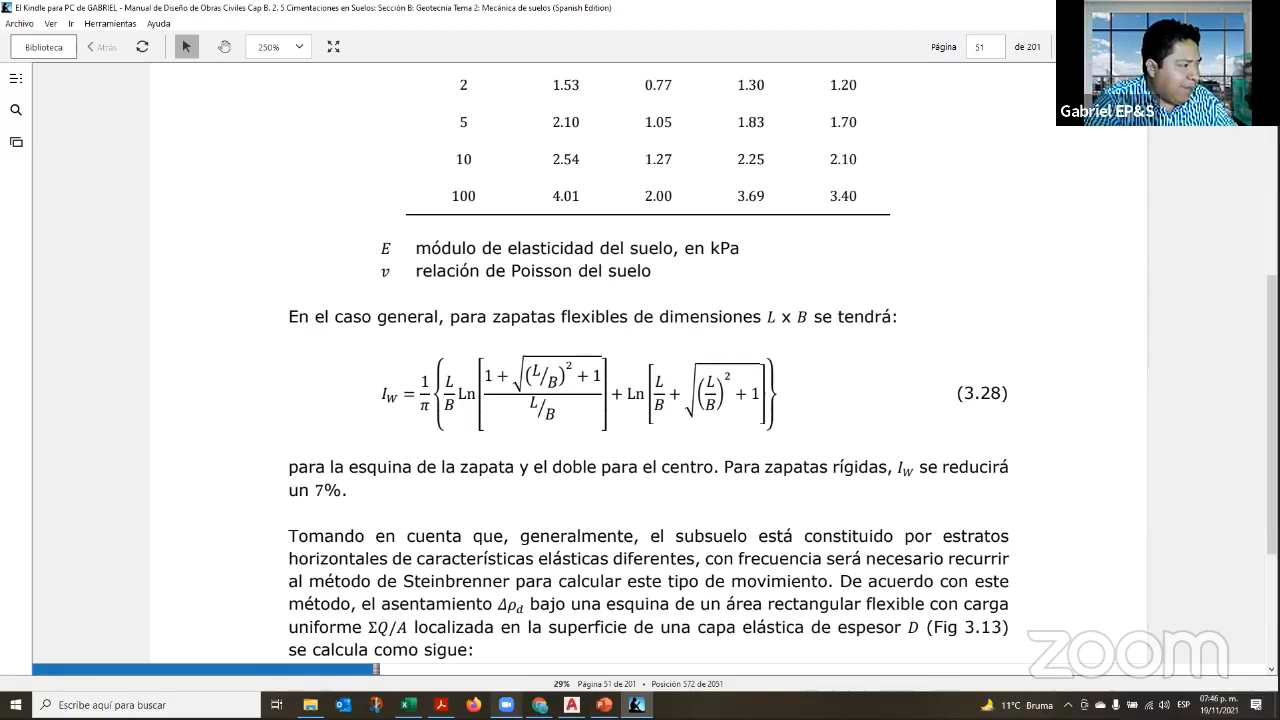 El Kindle para PC de GABRIEL - Manual de Diseño de Obras Civiles Cap B. 2. 5 Cimentaciones en Suelos: Sección B: Geotecnia Tema 2: Mecánica de suelos (Spanish Edition)
Archivo Ver Ir Herramientas Ayuda
Biblioteca Atrás 250% Página 51 de 201
Gabriel EP&S
2 1.53 0.77 1.30 1.20
5 2.10 1.05 1.83 1.70
10 2.54 1.27 2.25 2.10
100 4.01 2.00 3.69 3.40
E módulo de elasticidad del suelo, en kPa
ν relación de Poisson del suelo
En el caso general, para zapatas flexibles de dimensiones L x B se tendrá:
I_W = 1/π { L/B Ln [ (1 + √((L/B)² + 1)) / (L/B) ] + Ln [ L/B + √((L/B)² + 1) ] } (3.28)
para la esquina de la zapata y el doble para el centro. Para zapatas rígidas, I_W se reducirá
un 7%.
Tomando en cuenta que, generalmente, el subsuelo está constituido por estratos
horizontales de características elásticas diferentes, con frecuencia será necesario recurrir
al método de Steinbrenner para calcular este tipo de movimiento. De acuerdo con este
método, el asentamiento Δρ_d bajo una esquina de un área rectangular flexible con carga
uniforme ΣQ/A localizada en la superficie de una capa elástica de espesor D (Fig 3.13)
se calcula como sigue:
zoom
29% Página 51 de 201 • Posición 572 de 2051
Escribe aquí para buscar
11°C Bruma ESP 07:46 p. m.
19/11/2021